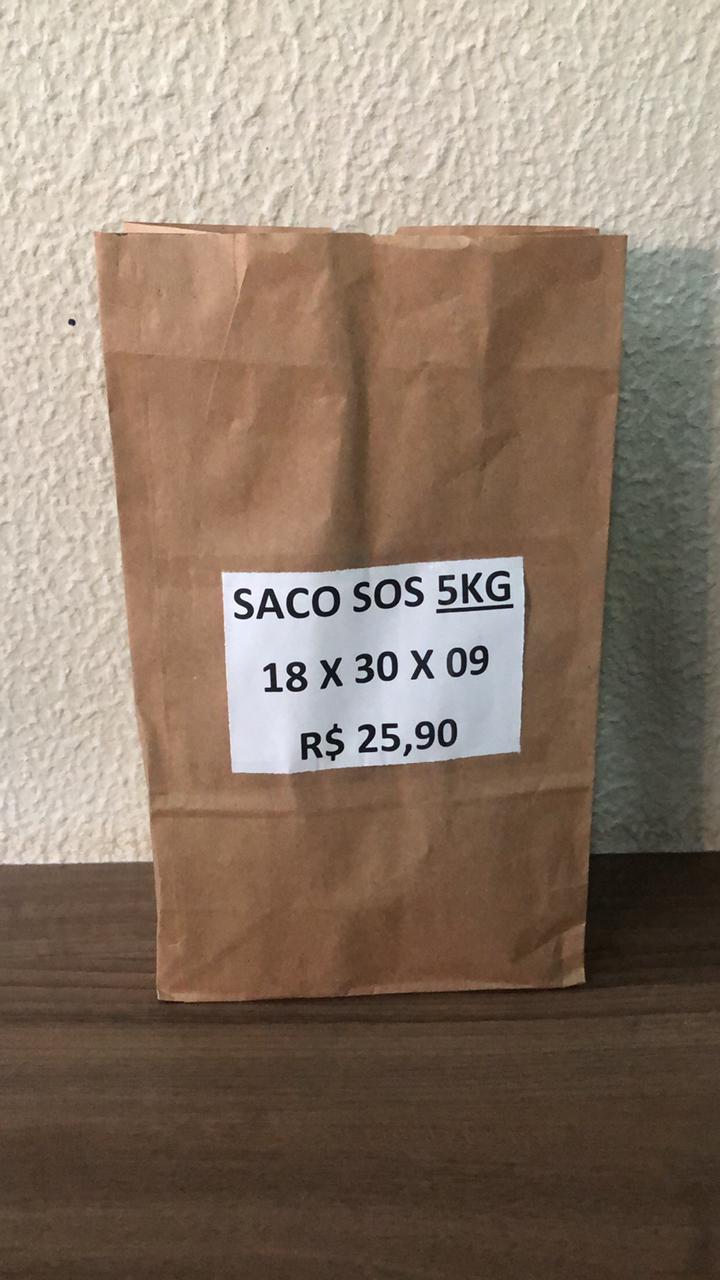 SACO SOS 5KG
18 X 30 X 09
R$ 25,90